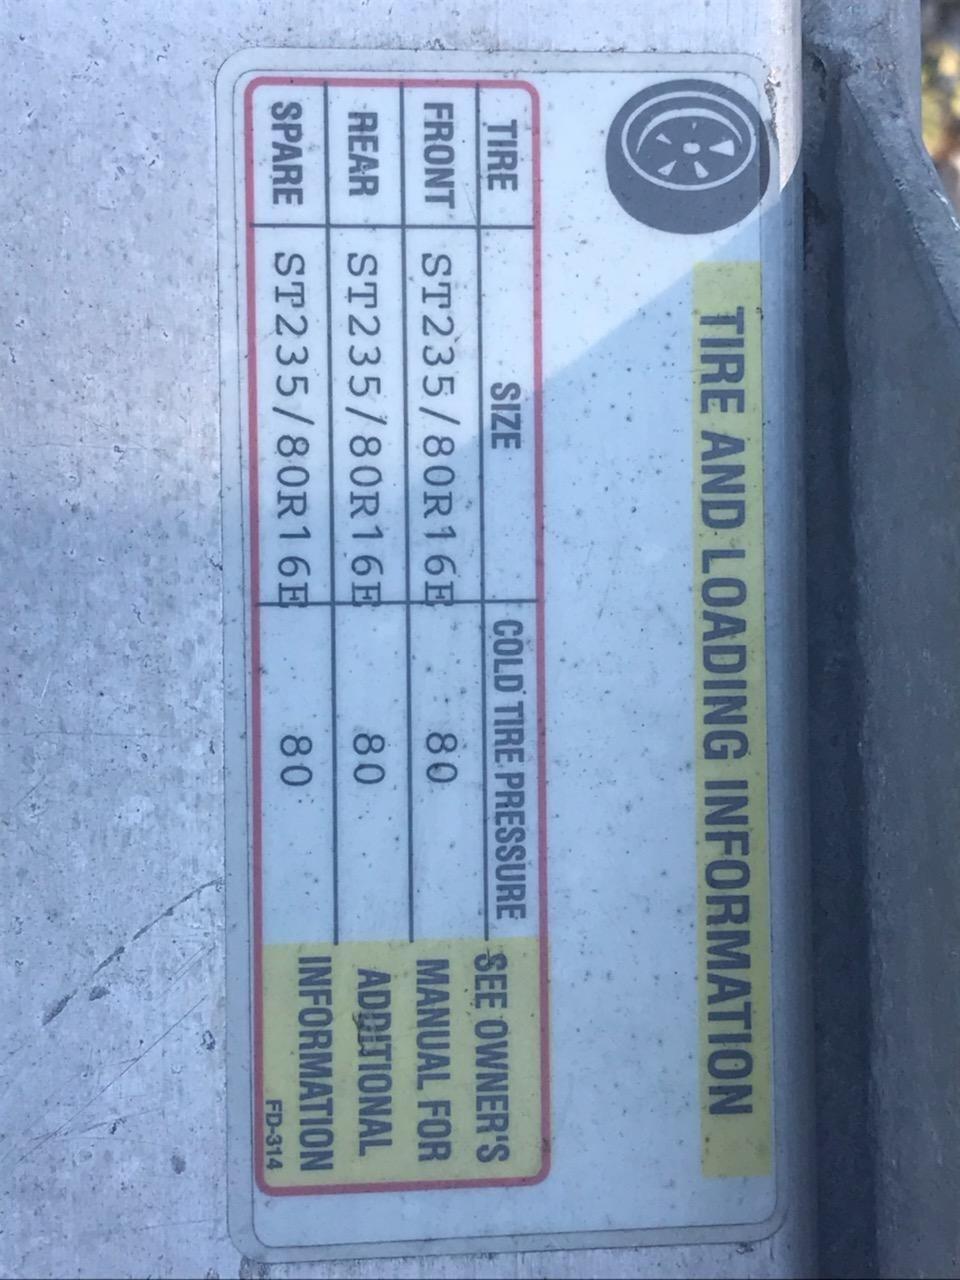 TIRE AND LOADING INFORMATION
TIRE SIZE COLD TIRE PRESSURE SEE OWNER'S
FRONT ST235/80R16E 80 MANUAL FOR
REAR ST235/80R16E 80 ADDITIONAL
SPARE ST235/80R16E 80 INFORMATION
FD-314